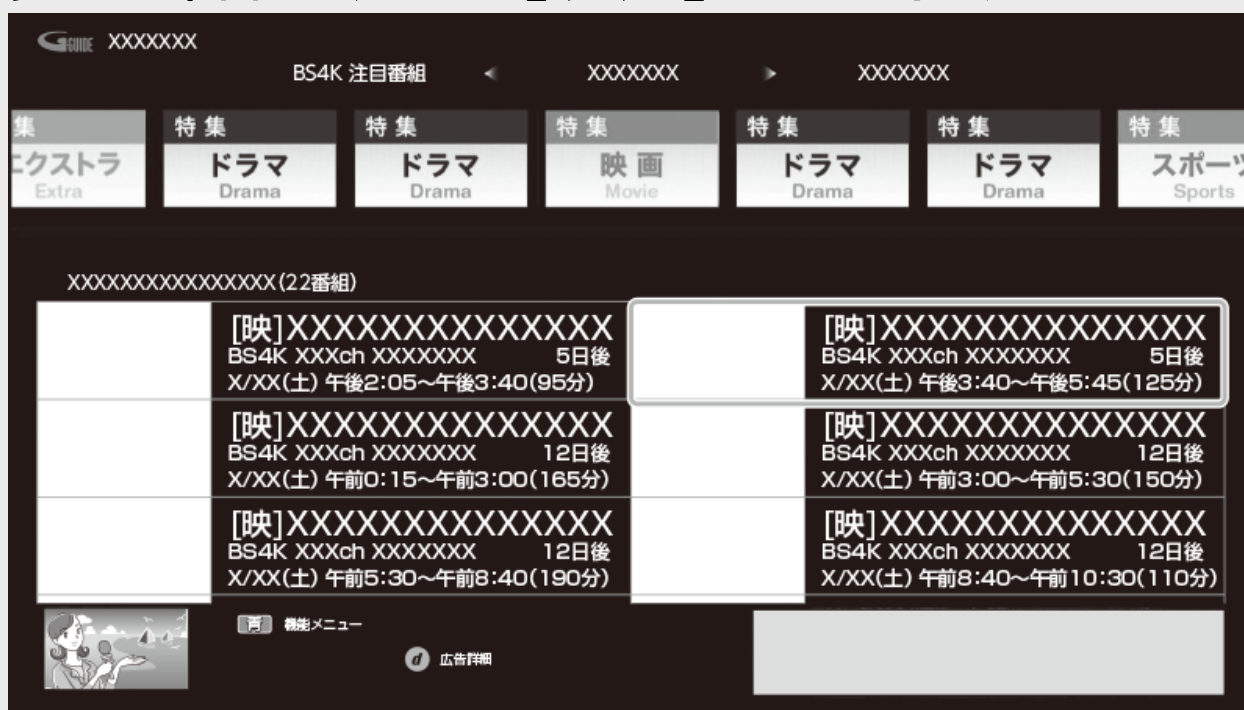 G-GUIDE XXXXXXX
BS4K 注目番組 < XXXXXXX > XXXXXXX
集 特集 特集 特集 特集 特集 特集
エクストラ ドラマ ドラマ 映画 ドラマ ドラマ スポーツ
Extra Drama Drama Movie Drama Drama Sports
XXXXXXXXXXXXXXXX(22番組)
[映]XXXXXXXXXXXXXX
BS4K XXXch XXXXXXX 5日後
X/XX(土) 午後2:05〜午後3:40(95分)
[映]XXXXXXXXXXXXXX
BS4K XXXch XXXXXXX 5日後
X/XX(土) 午後3:40〜午後5:45(125分)
[映]XXXXXXXXXXXXXX
BS4K XXXch XXXXXXX 12日後
X/XX(土) 午前0:15〜午前3:00(165分)
[映]XXXXXXXXXXXXXX
BS4K XXXch XXXXXXX 12日後
X/XX(土) 午前3:00〜午前5:30(150分)
[映]XXXXXXXXXXXXXX
BS4K XXXch XXXXXXX 12日後
X/XX(土) 午前5:30〜午前8:40(190分)
[映]XXXXXXXXXXXXXX
BS4K XXXch XXXXXXX 12日後
X/XX(土) 午前8:40〜午前10:30(110分)
青 機能メニュー
d 広告詳細